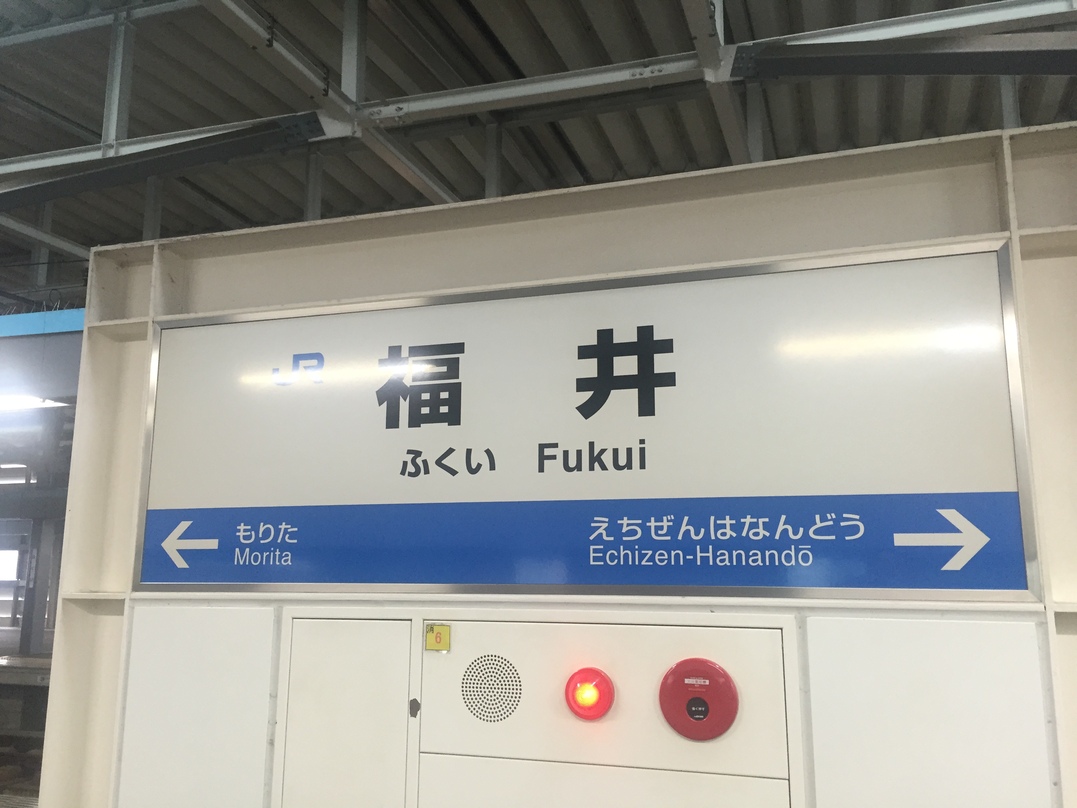 JR 福井
ふくい Fukui
もりた
Morita
えちぜんはなんどう
Echizen-Hanandō
消
6